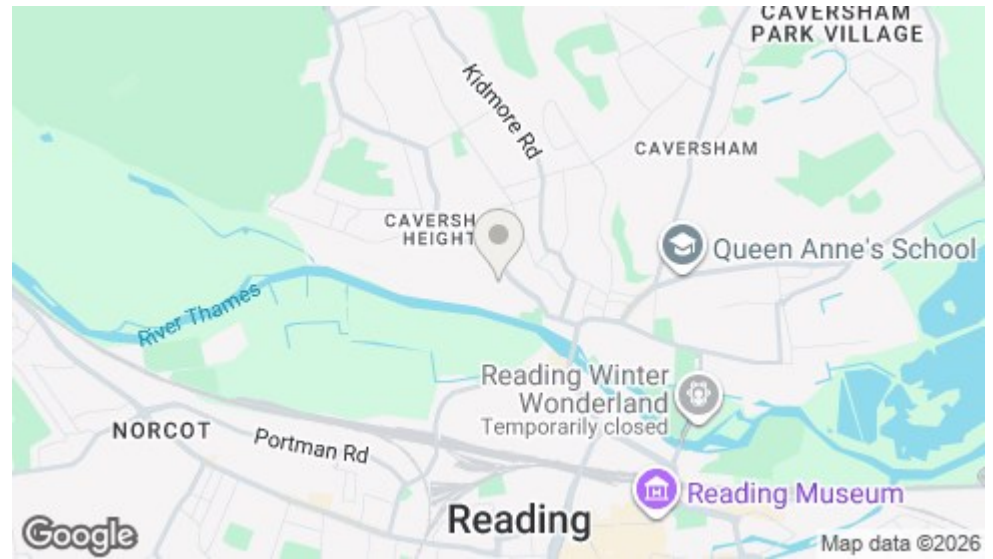 CAVERSHAM
PARK VILLAGE
Kidmore Rd
CAVERSHAM
CAVERSH
HEIGHT
Queen Anne's School
River Thames
Reading Winter
Wonderland
Temporarily closed
NORCOT
Portman Rd
Reading Museum
Reading
Google
Map data ©2026